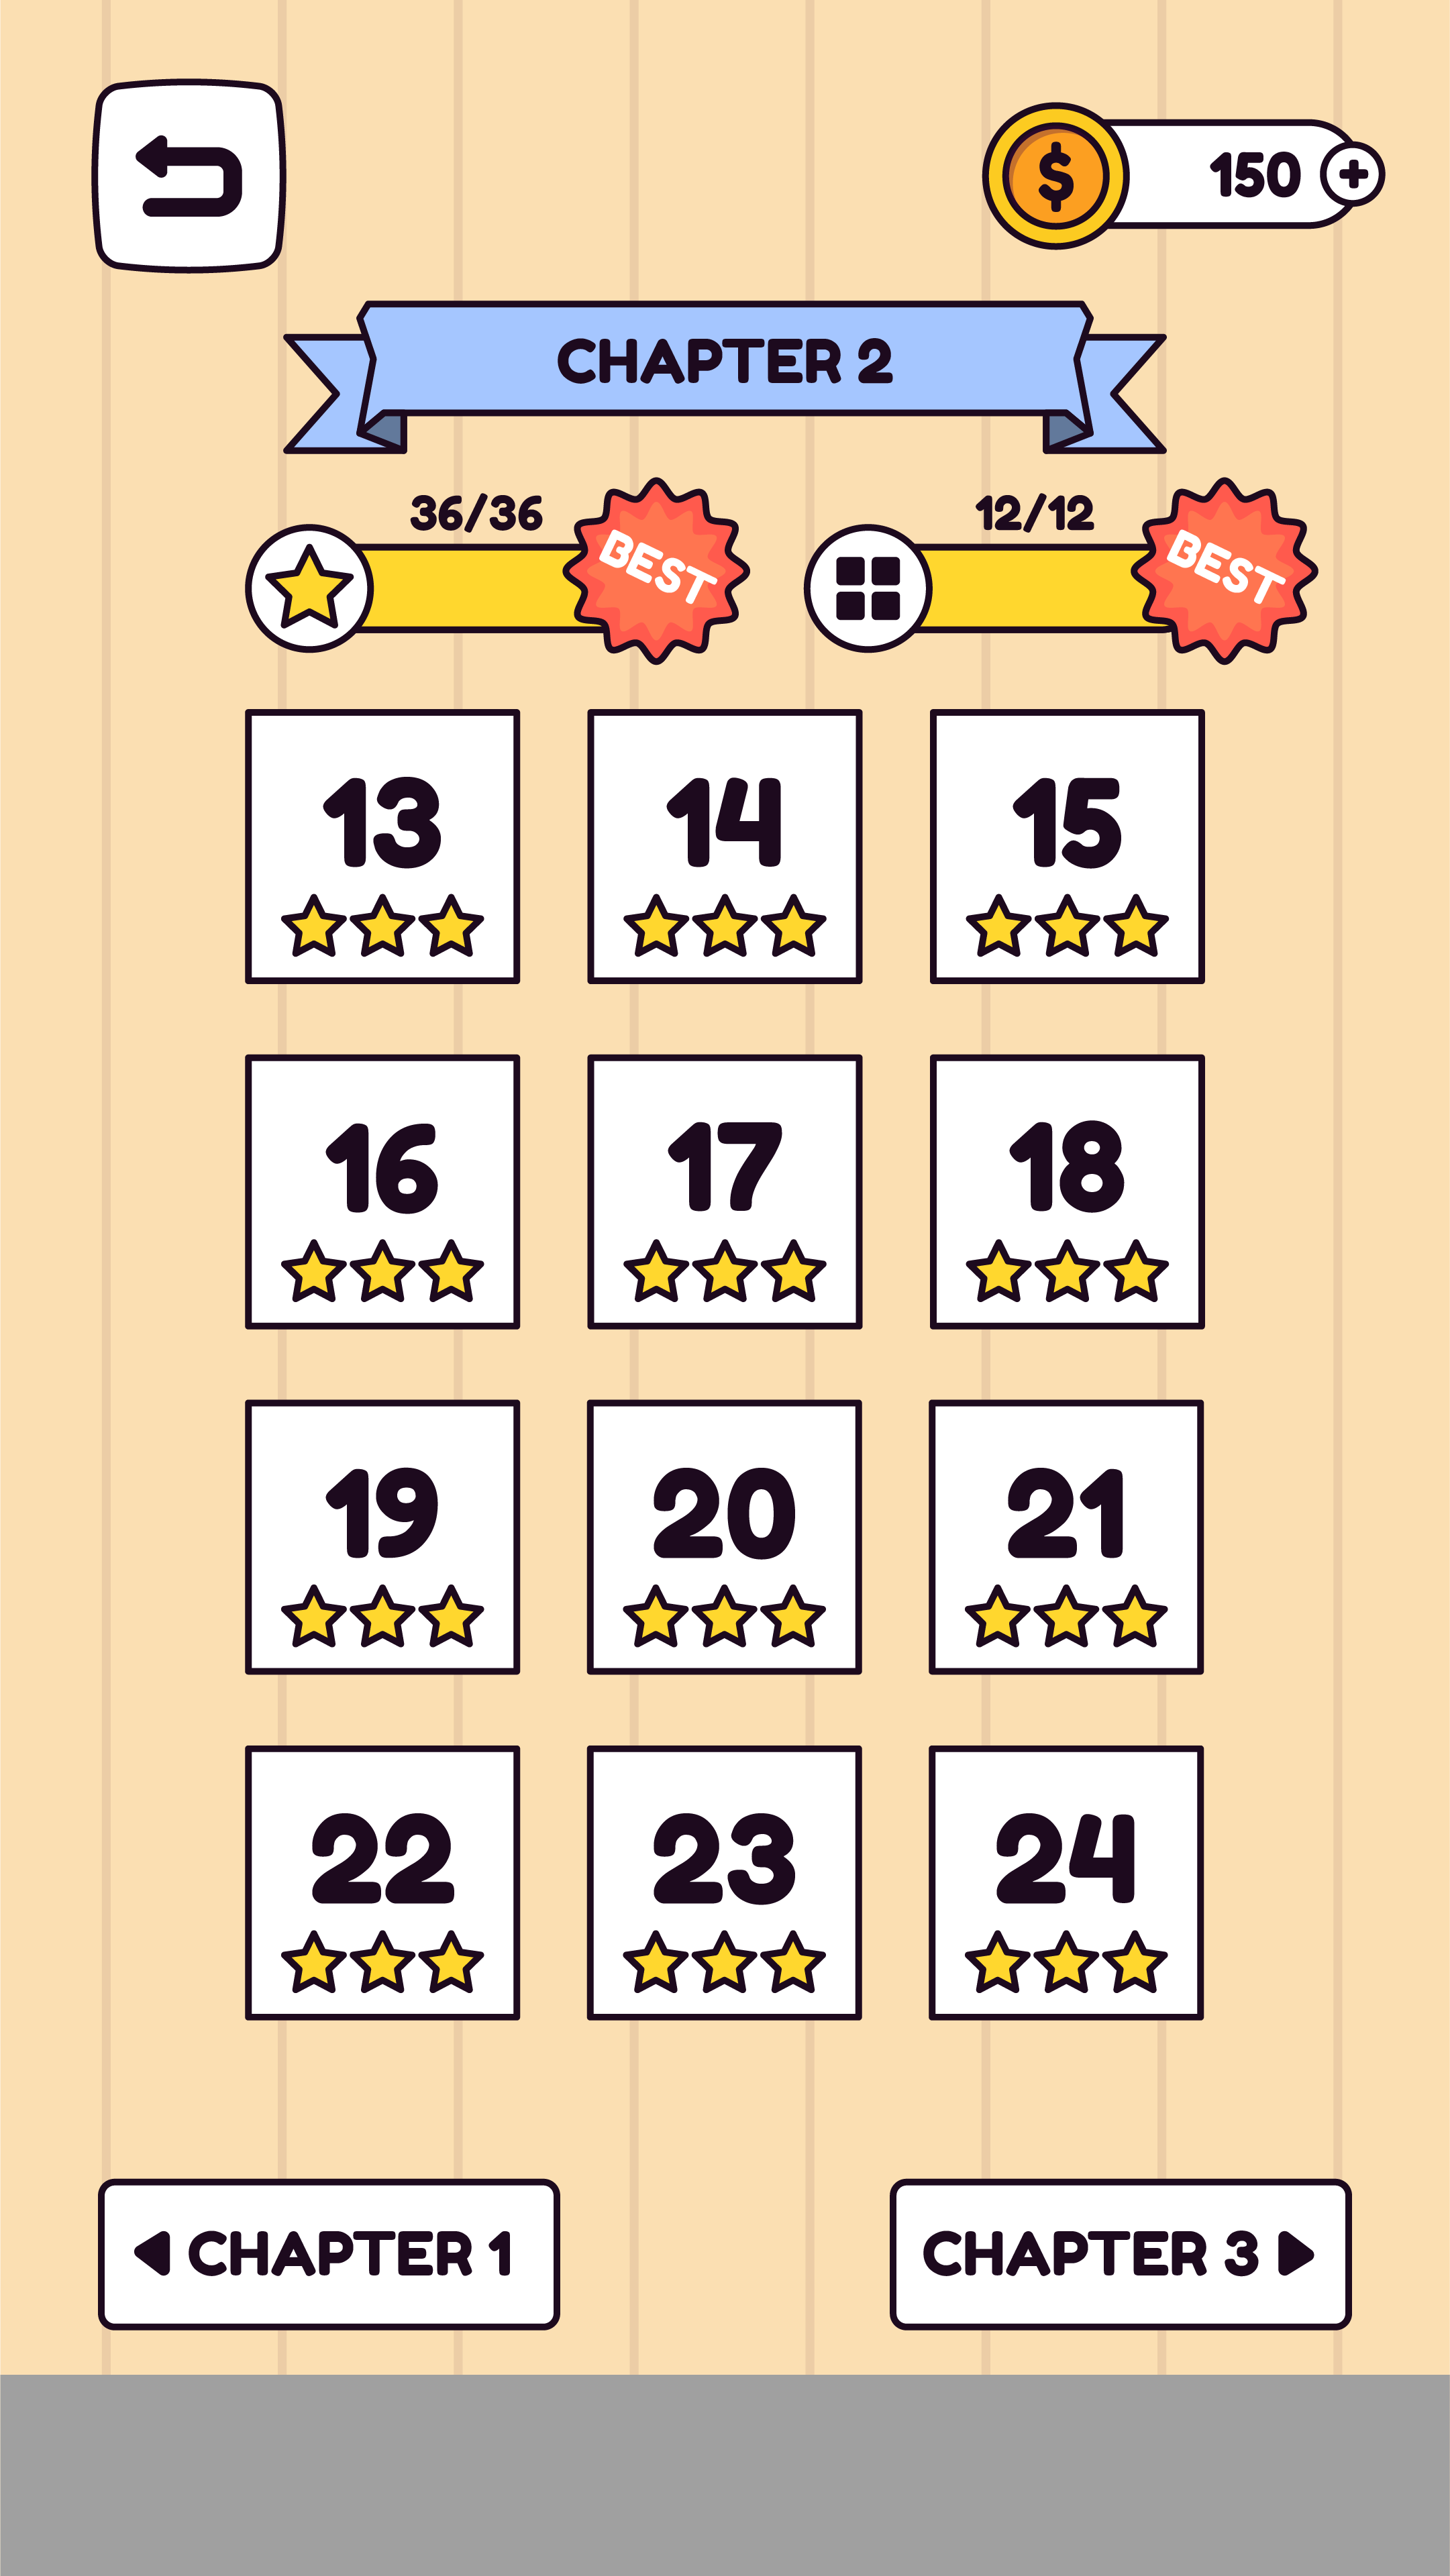 $ 150 +
CHAPTER 2
36/36 12/12
BEST BEST
13 14 15
16 17 18
19 20 21
22 23 24
CHAPTER 1 CHAPTER 3